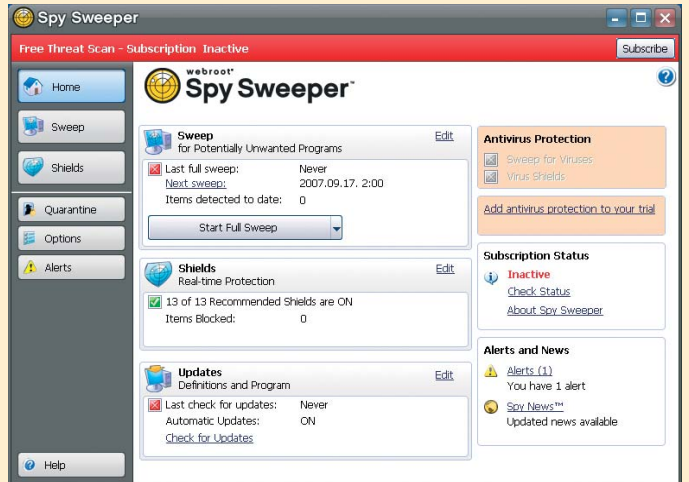 Spy Sweeper
Free Threat Scan - Subscription Inactive
Subscribe
Home
Sweep
Shields
Quarantine
Options
Alerts
Help
webroot
Spy Sweeper™
Sweep
Edit
for Potentially Unwanted Programs
Last full sweep: Never
Next sweep: 2007.09.17. 2:00
Items detected to date: 0
Start Full Sweep
Shields
Edit
Real-time Protection
13 of 13 Recommended Shields are ON
Items Blocked: 0
Updates
Edit
Definitions and Program
Last check for updates: Never
Automatic Updates: ON
Check for Updates
Antivirus Protection
Sweep for Viruses
Virus Shields
Add antivirus protection to your trial
Subscription Status
Inactive
Check Status
About Spy Sweeper
Alerts and News
Alerts (1)
You have 1 alert
Spy News™
Updated news available